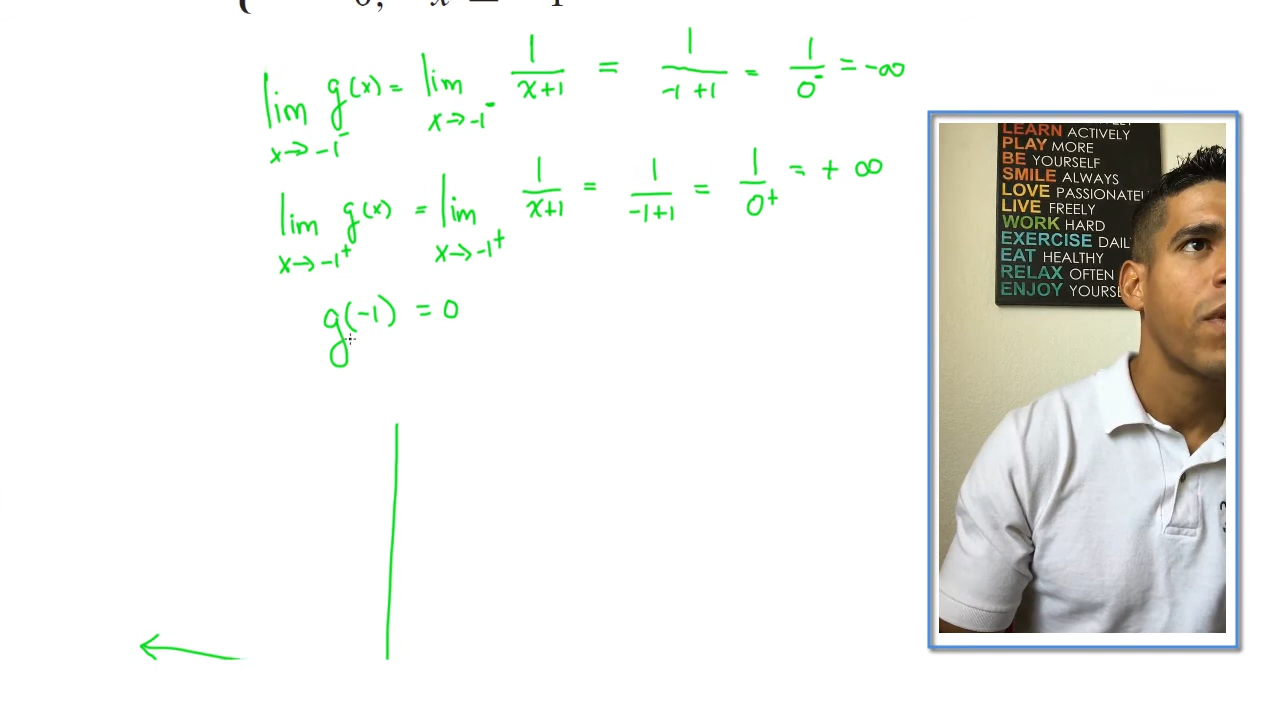 lim g(x) = lim 1/(x+1) = 1/(-1+1) = 1/0⁻ = -∞
x→-1⁻ x→-1⁻
lim g(x) = lim 1/(x+1) = 1/(-1+1) = 1/0⁺ = + ∞
x→-1⁺ x→-1⁺
g(-1) = 0
LEARN ACTIVELY
PLAY MORE
BE YOURSELF
SMILE ALWAYS
LOVE PASSIONATE
LIVE FREELY
WORK HARD
EXERCISE DAIL
EAT HEALTHY
RELAX OFTEN
ENJOY YOURSE